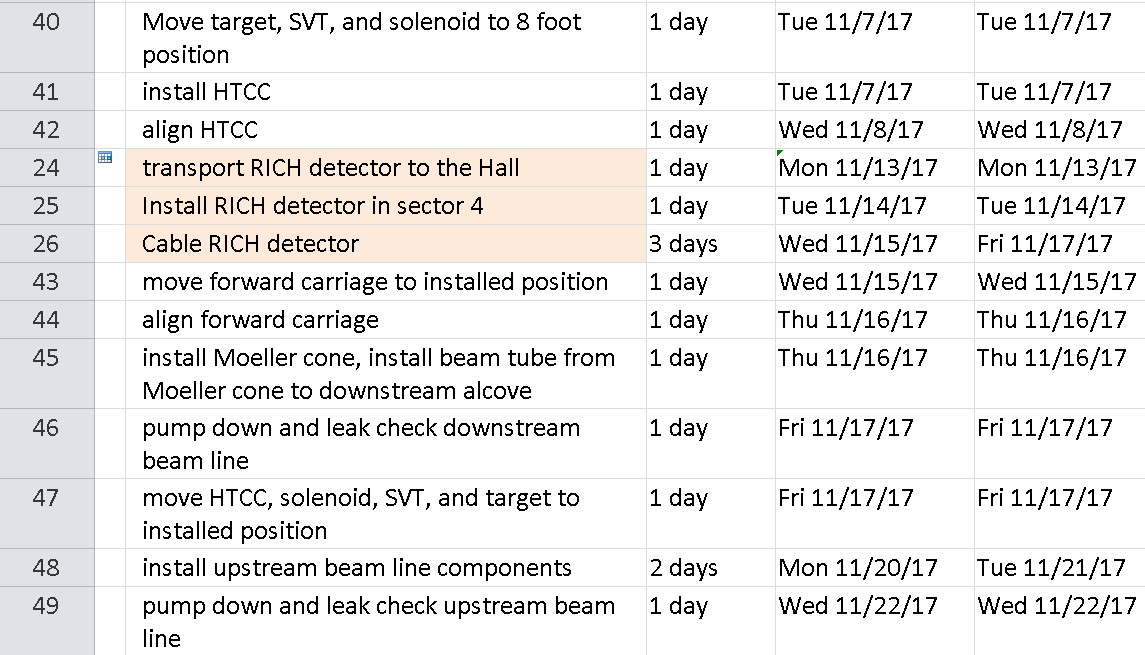 40 Move target, SVT, and solenoid to 8 foot 1 day Tue 11/7/17 Tue 11/7/17
position
41 install HTCC 1 day Tue 11/7/17 Tue 11/7/17
42 align HTCC 1 day Wed 11/8/17 Wed 11/8/17
24 transport RICH detector to the Hall 1 day Mon 11/13/17 Mon 11/13/17
25 Install RICH detector in sector 4 1 day Tue 11/14/17 Tue 11/14/17
26 Cable RICH detector 3 days Wed 11/15/17 Fri 11/17/17
43 move forward carriage to installed position 1 day Wed 11/15/17 Wed 11/15/17
44 align forward carriage 1 day Thu 11/16/17 Thu 11/16/17
45 install Moeller cone, install beam tube from 1 day Thu 11/16/17 Thu 11/16/17
Moeller cone to downstream alcove
46 pump down and leak check downstream 1 day Fri 11/17/17 Fri 11/17/17
beam line
47 move HTCC, solenoid, SVT, and target to 1 day Fri 11/17/17 Fri 11/17/17
installed position
48 install upstream beam line components 2 days Mon 11/20/17 Tue 11/21/17
49 pump down and leak check upstream beam 1 day Wed 11/22/17 Wed 11/22/17
line